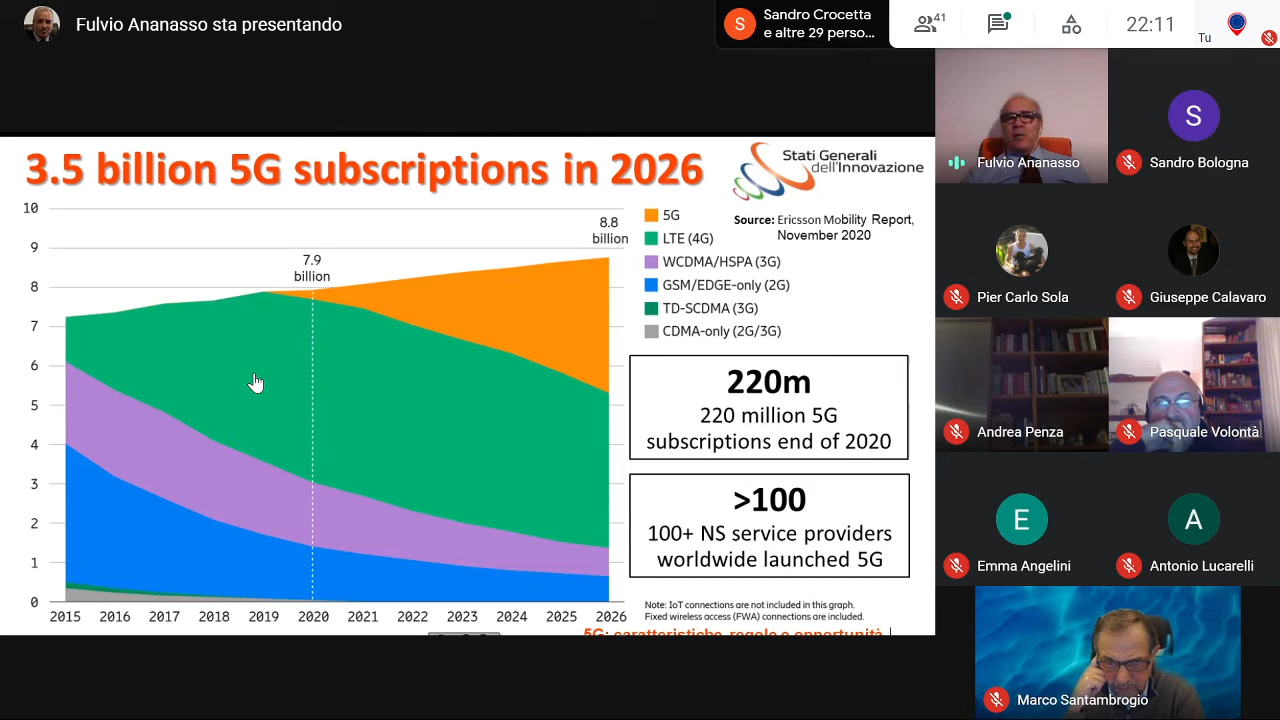 Fulvio Ananasso sta presentando
S
Sandro Crocetta
e altre 29 perso...
41
22:11
Tu
3.5 billion 5G subscriptions in 2026
Stati Generali
dell'Innovazione
Source: Ericsson Mobility Report,
November 2020
10
9
8
7
6
5
4
3
2
1
0
7.9
billion
8.8
billion
5G
LTE (4G)
WCDMA/HSPA (3G)
GSM/EDGE-only (2G)
TD-SCDMA (3G)
CDMA-only (2G/3G)
220m
220 million 5G
subscriptions end of 2020
>100
100+ NS service providers
worldwide launched 5G
2015 2016 2017 2018 2019 2020 2021 2022 2023 2024 2025 2026
Note: IoT connections are not included in this graph.
Fixed wireless access (FWA) connections are included.
5G: caratteristiche, regole e opportunità
Fulvio Ananasso
S
Sandro Bologna
Pier Carlo Sola
Giuseppe Calavaro
Andrea Penza
Pasquale Volontà
E
Emma Angelini
A
Antonio Lucarelli
Marco Santambrogio